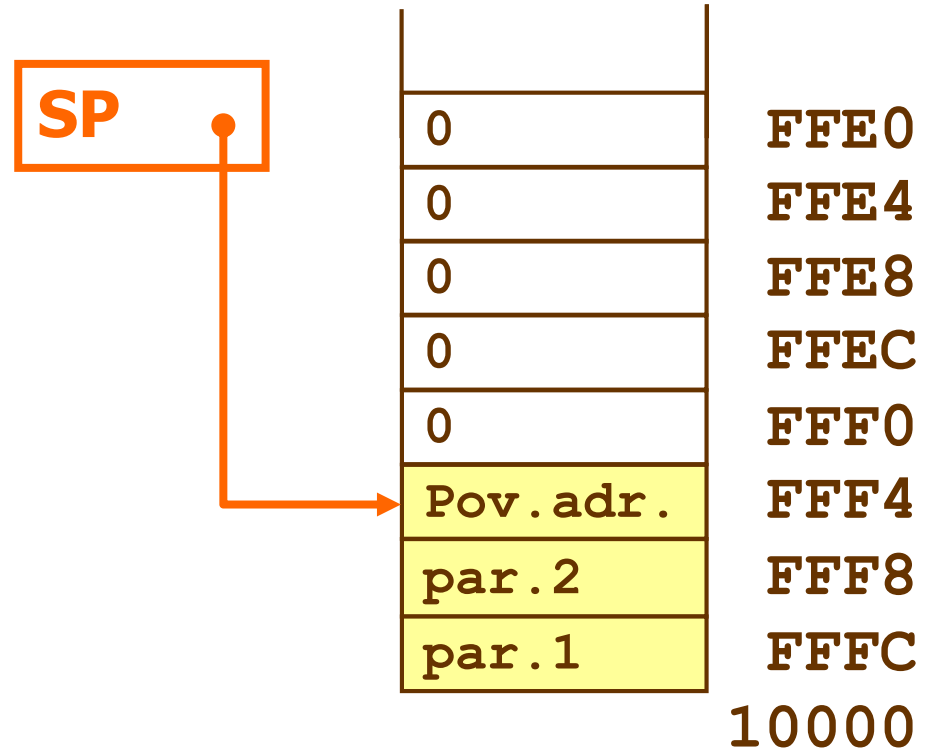 SP
0 FFE0
0 FFE4
0 FFE8
0 FFEC
0 FFF0
Pov.adr. FFF4
par.2 FFF8
par.1 FFFC
10000